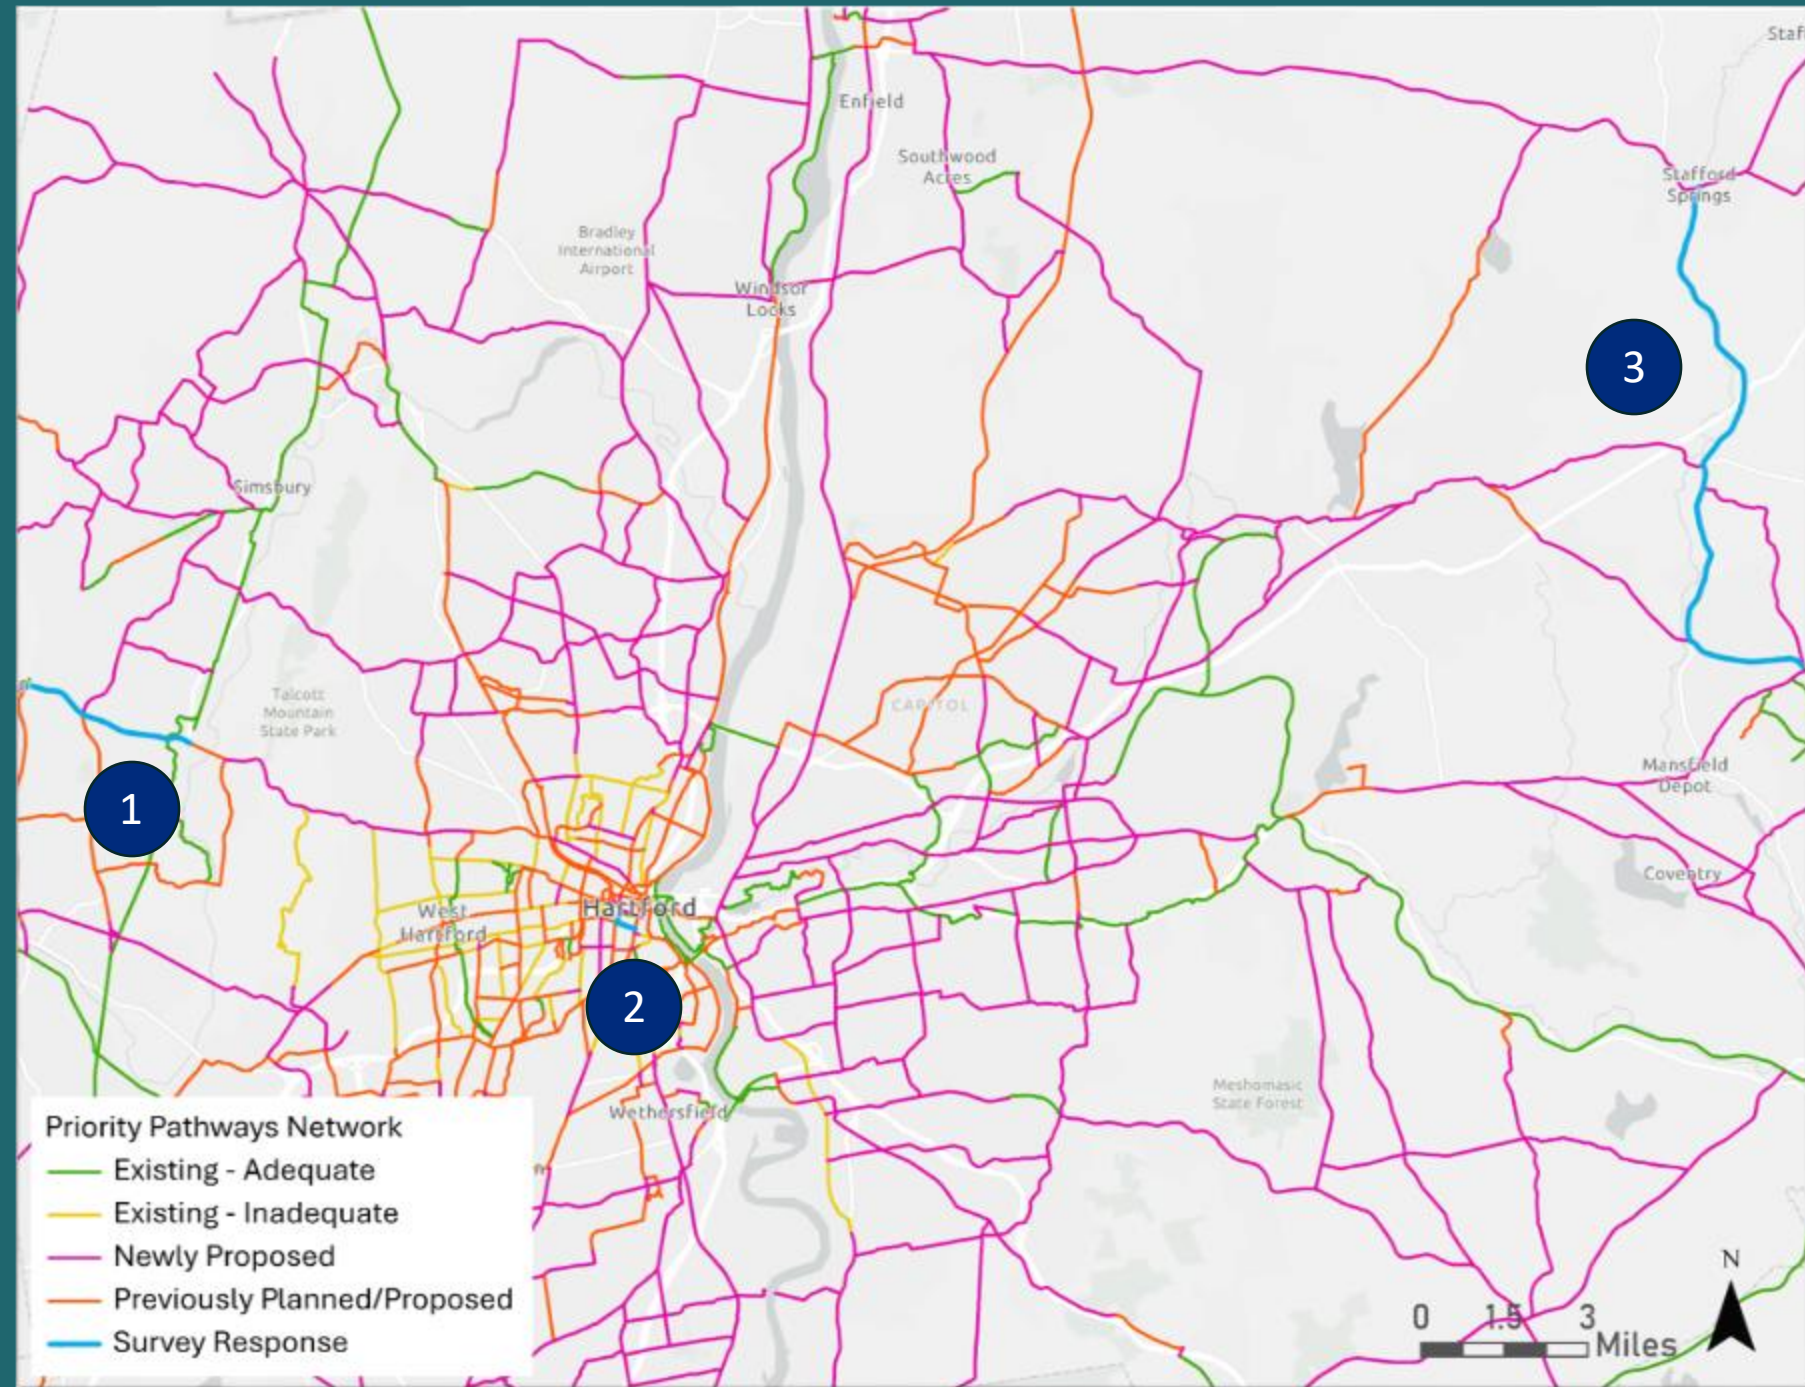 Staf
Enfield
Southwood
Acres
Stafford
Springs
Bradley
International
Airport
Windsor
Locks
3
Simsbury
Talcott
Mountain
State Park
CAPITOL
1
Mansfield
Depot
Coventry
West
Hartford
Hartford
2
Meshomasic
State Forest
Wethersfield
Priority Pathways Network
Existing - Adequate
Existing - Inadequate
Newly Proposed
Previously Planned/Proposed
Survey Response
N
0 1.5 3
Miles